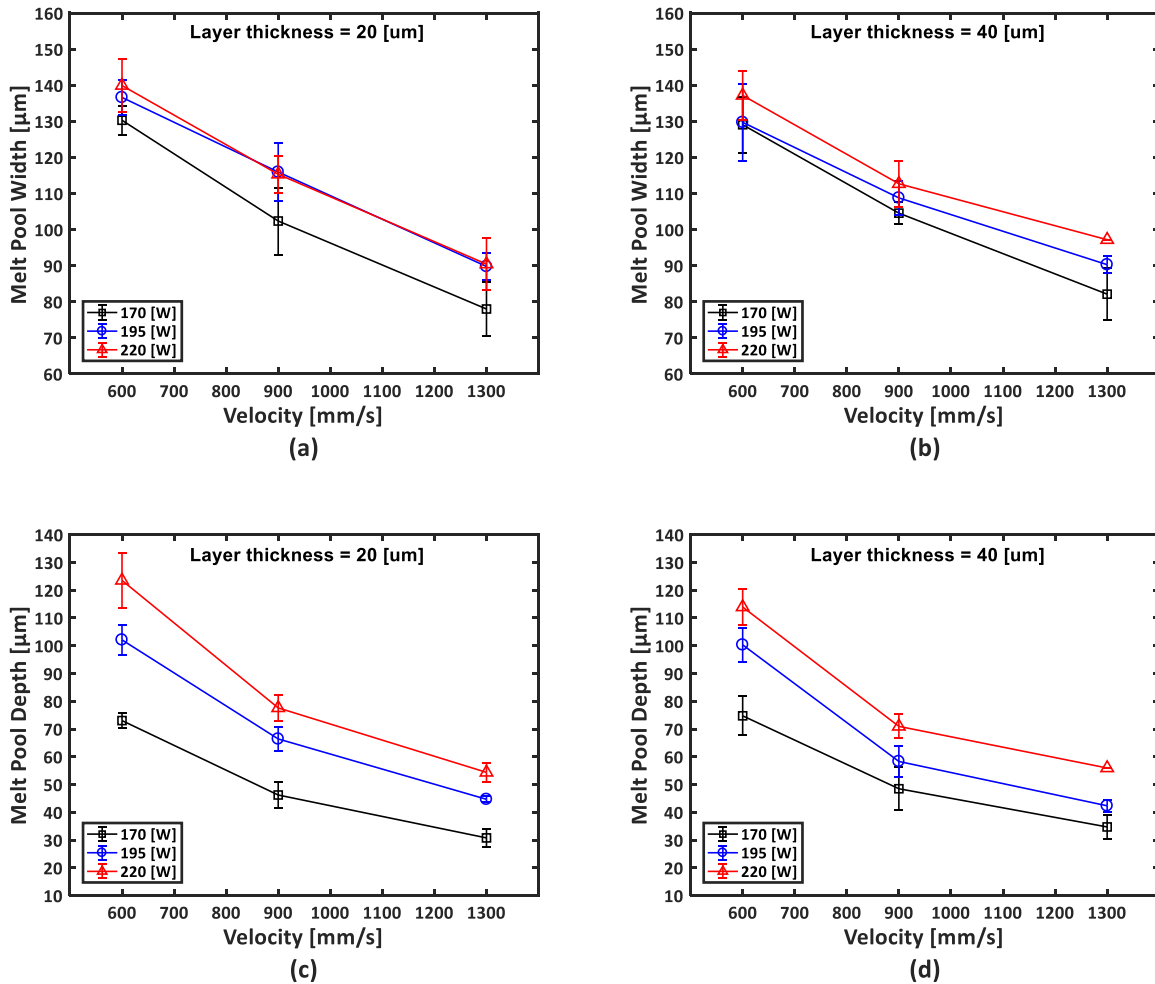 Layer thickness = 20 [um]
Melt Pool Width [µm]
160
150
140
130
120
110
100
90
80
70
60
170 [W]
195 [W]
220 [W]
600 700 800 900 1000 1100 1200 1300
Velocity [mm/s]
(a)
Layer thickness = 40 [um]
Melt Pool Width [µm]
160
150
140
130
120
110
100
90
80
70
60
170 [W]
195 [W]
220 [W]
600 700 800 900 1000 1100 1200 1300
Velocity [mm/s]
(b)
Layer thickness = 20 [um]
Melt Pool Depth [µm]
140
130
120
110
100
90
80
70
60
50
40
30
20
10
170 [W]
195 [W]
220 [W]
600 700 800 900 1000 1100 1200 1300
Velocity [mm/s]
(c)
Layer thickness = 40 [um]
Melt Pool Depth [µm]
140
130
120
110
100
90
80
70
60
50
40
30
20
10
170 [W]
195 [W]
220 [W]
600 700 800 900 1000 1100 1200 1300
Velocity [mm/s]
(d)